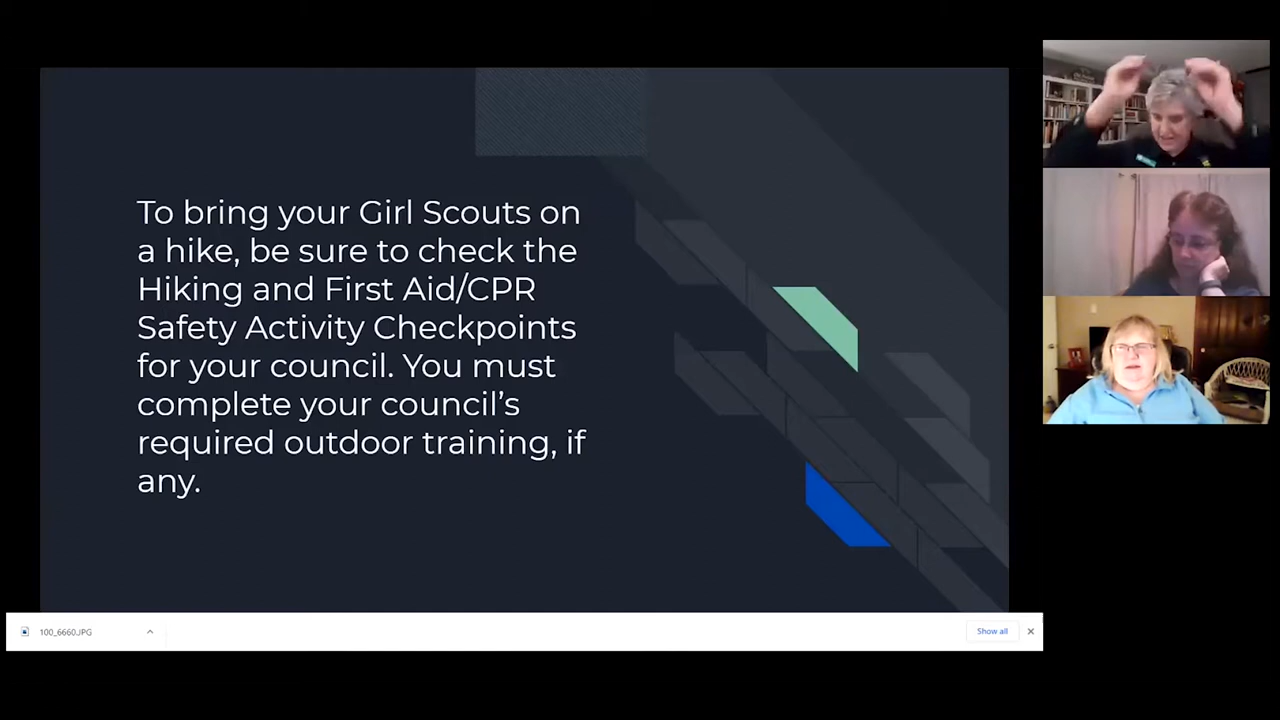 To bring your Girl Scouts on
a hike, be sure to check the
Hiking and First Aid/CPR
Safety Activity Checkpoints
for your council. You must
complete your council’s
required outdoor training, if
any.
100_6660.JPG
Show all